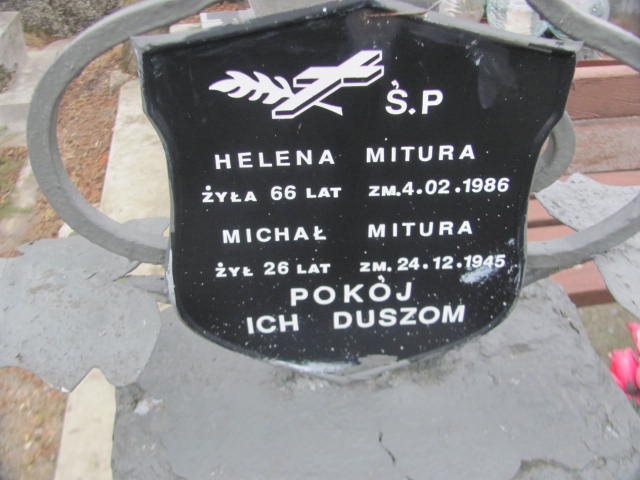 Ś.P
HELENA MITURA
ŻYŁA 66 LAT ZM.4.02.1986
MICHAŁ MITURA
ŻYŁ 26 LAT ZM. 24.12.1945
POKÓJ
ICH DUSZOM